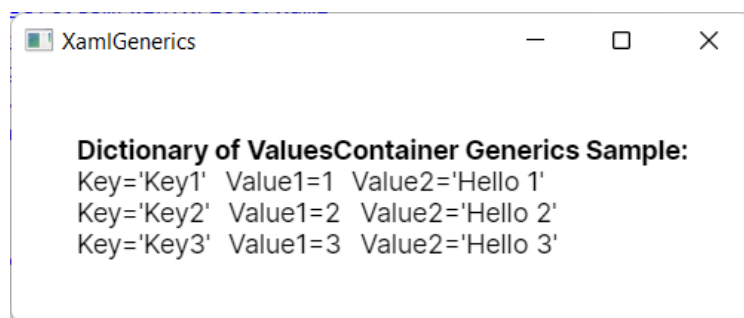 XamlGenerics
Dictionary of ValuesContainer Generics Sample:
Key='Key1' Value1=1 Value2='Hello 1'
Key='Key2' Value1=2 Value2='Hello 2'
Key='Key3' Value1=3 Value2='Hello 3'